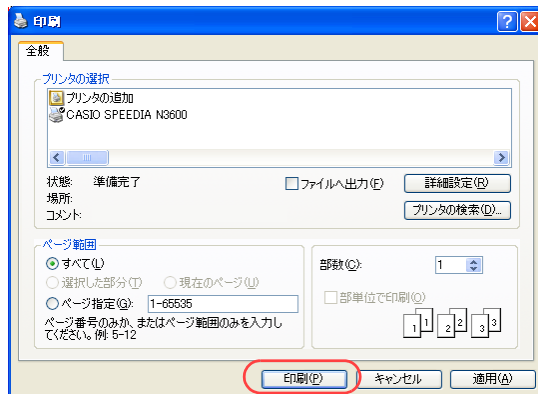 印刷
全般
プリンタの選択
プリンタの追加
CASIO SPEEDIA N3600
状態: 準備完了
場所:
コメント:
ファイルへ出力(F)
詳細設定(R)
プリンタの検索(D)...
ページ範囲
すべて(L)
選択した部分(T) 現在のページ(U)
ページ指定(G): 1-65535
ページ番号のみか、またはページ範囲のみを入力し
てください。例: 5-12
部数(C): 1
部単位で印刷(O)
1 1 2 2 3 3
印刷(P) キャンセル 適用(A)